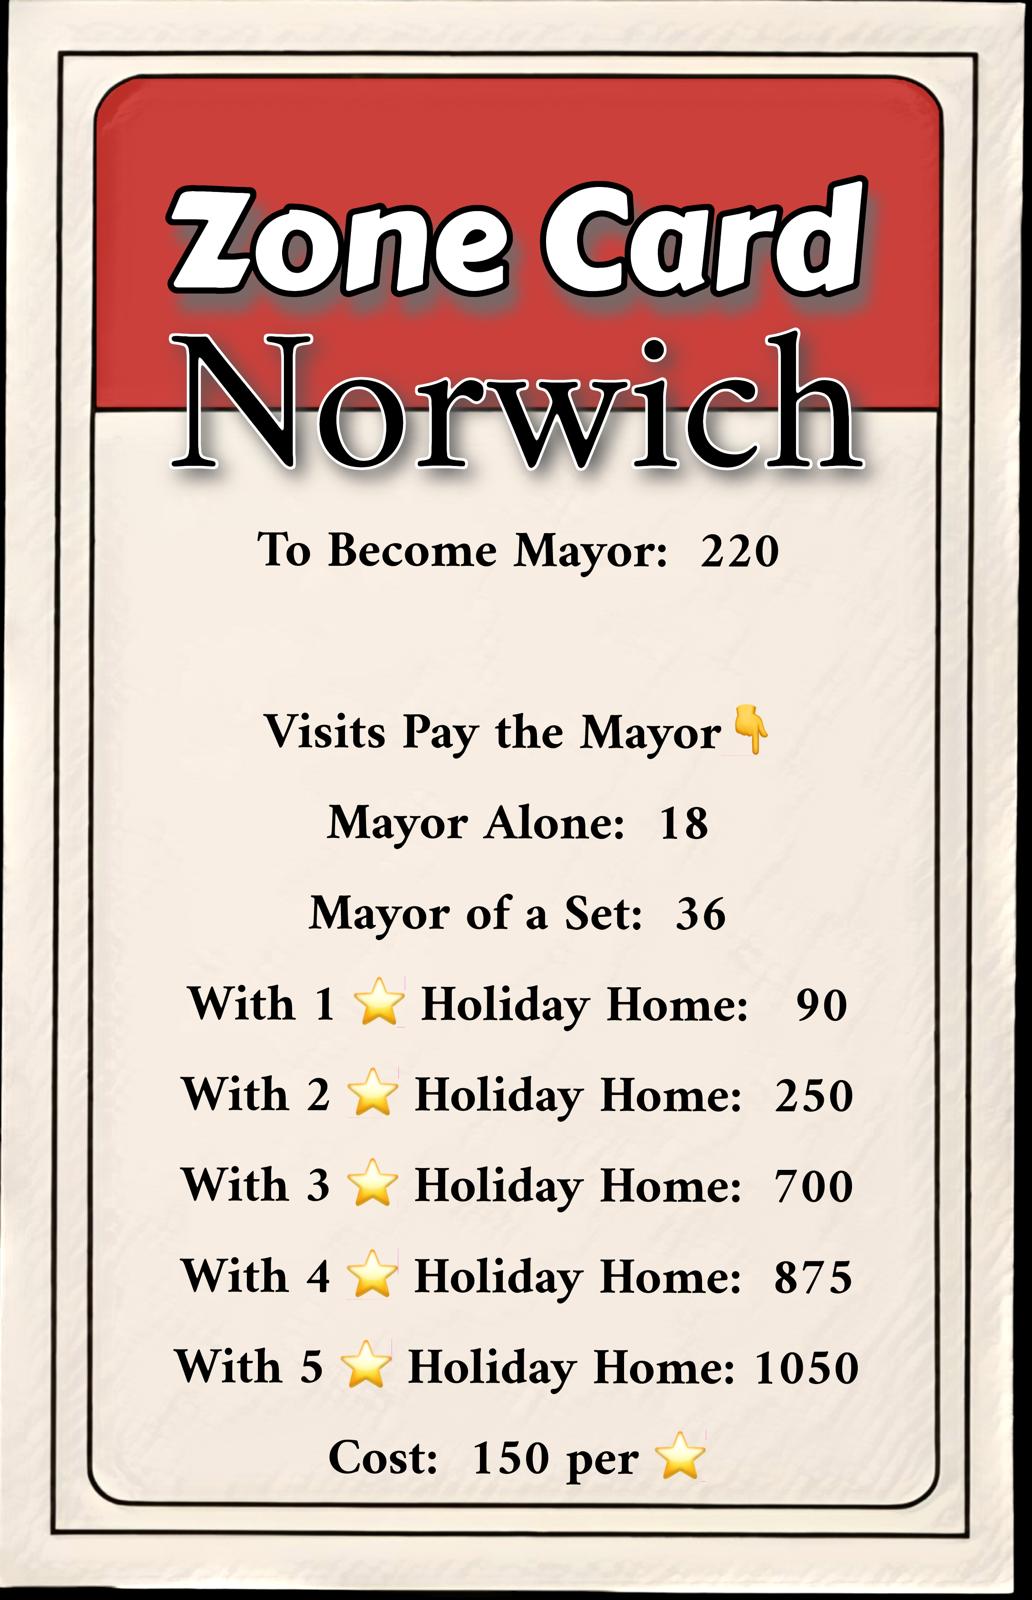 Zone Card
Norwich
To Become Mayor: 220
Visits Pay the Mayor👇
Mayor Alone: 18
Mayor of a Set: 36
With 1 ⭐ Holiday Home: 90
With 2 ⭐ Holiday Home: 250
With 3 ⭐ Holiday Home: 700
With 4 ⭐ Holiday Home: 875
With 5 ⭐ Holiday Home: 1050
Cost: 150 per ⭐